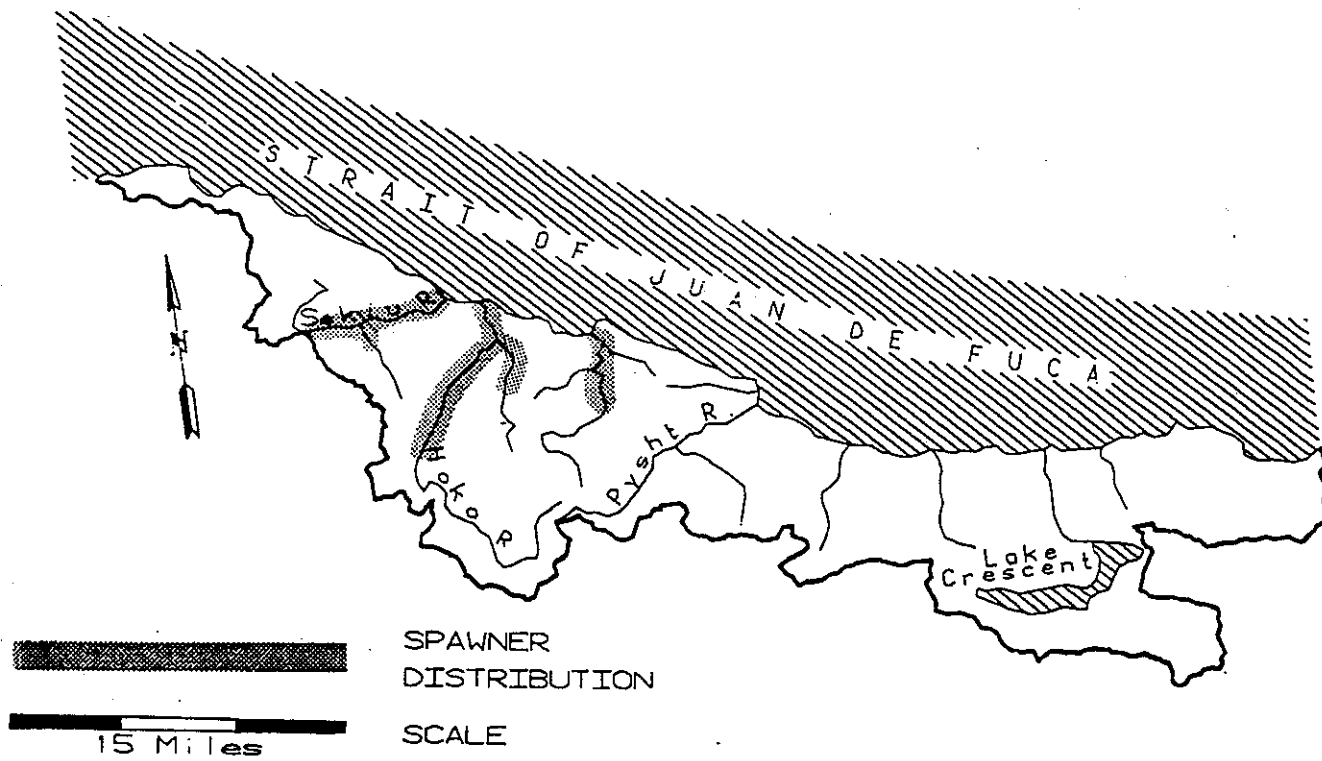 STRAIT OF JUAN DE FUCA
Sekiu R.
N
Hoko R
Pysht R.
Lake
Crescent
SPAWNER
DISTRIBUTION
15 Miles
SCALE